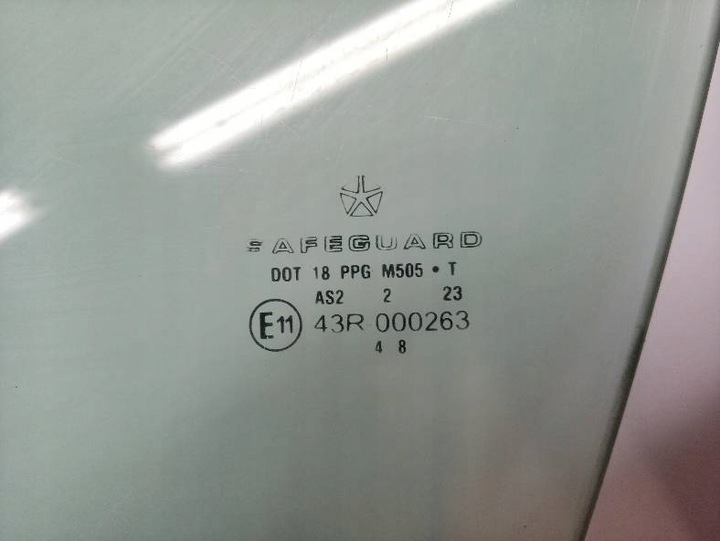 SAFEGUARD
DOT 18 PPG M505 • T
AS2 2 23
E11 43R 000263
4 8